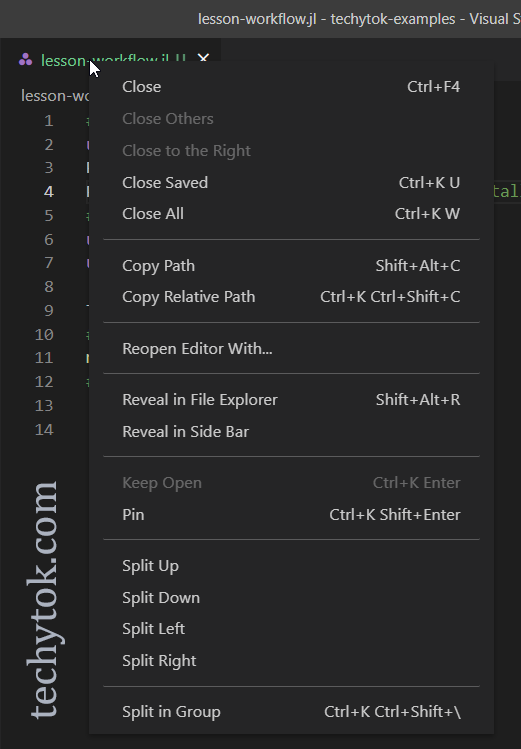 lesson-workflow.jl - techytok-examples - Visual S
lesson-workflow.jl U
lesson-wo
Close Ctrl+F4
Close Others
Close to the Right
Close Saved Ctrl+K U
Close All Ctrl+K W
Copy Path Shift+Alt+C
Copy Relative Path Ctrl+K Ctrl+Shift+C
Reopen Editor With...
Reveal in File Explorer Shift+Alt+R
Reveal in Side Bar
Keep Open Ctrl+K Enter
Pin Ctrl+K Shift+Enter
Split Up
Split Down
Split Left
Split Right
Split in Group Ctrl+K Ctrl+Shift+\
1 #
2 u
3
4 tal
5 #
6 u
7 u
8
9
10 #
11
12 #
13
14
techytok.com